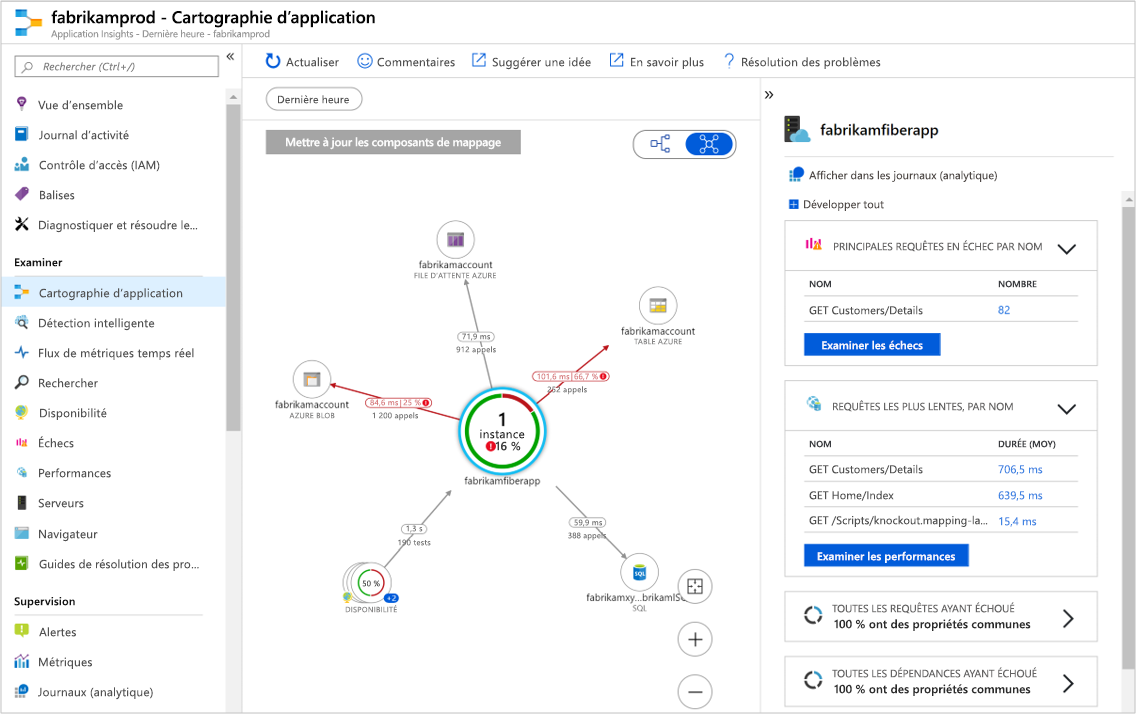 fabrikamprod - Cartographie d’application
Application Insights - Dernière heure - fabrikamprod
Rechercher (Ctrl+/)
«
Vue d’ensemble
Journal d’activité
Contrôle d’accès (IAM)
Balises
Diagnostiquer et résoudre le...
Examiner
Cartographie d’application
Détection intelligente
Flux de métriques temps réel
Rechercher
Disponibilité
Échecs
Performances
Serveurs
Navigateur
Guides de résolution des pro...
Supervision
Alertes
Métriques
Journaux (analytique)
Actualiser
Commentaires
Suggérer une idée
En savoir plus
? Résolution des problèmes
Dernière heure
Mettre à jour les composants de mappage
fabrikamaccount
FILE D’ATTENTE AZURE
71,9 ms
912 appels
fabrikamaccount
TABLE AZURE
101,6 ms | 66,7 %
262 appels
fabrikamaccount
AZURE BLOB
84,6 ms | 25 %
1 200 appels
1
instance
16 %
fabrikamfiberapp
1,3 s
190 tests
50 %
+2
DISPONIBILITÉ
59,9 ms
388 appels
SQL
fabrikamxy...brikamISO
SQL
»
fabrikamfiberapp
Afficher dans les journaux (analytique)
Développer tout
PRINCIPALES REQUÊTES EN ÉCHEC PAR NOM
NOM NOMBRE
GET Customers/Details 82
Examiner les échecs
REQUÊTES LES PLUS LENTES, PAR NOM
NOM DURÉE (MOY)
GET Customers/Details 706,5 ms
GET Home/Index 639,5 ms
GET /Scripts/knockout.mapping-la... 15,4 ms
Examiner les performances
TOUTES LES REQUÊTES AYANT ÉCHOUÉ
100 % ont des propriétés communes
TOUTES LES DÉPENDANCES AYANT ÉCHOUÉ
100 % ont des propriétés communes